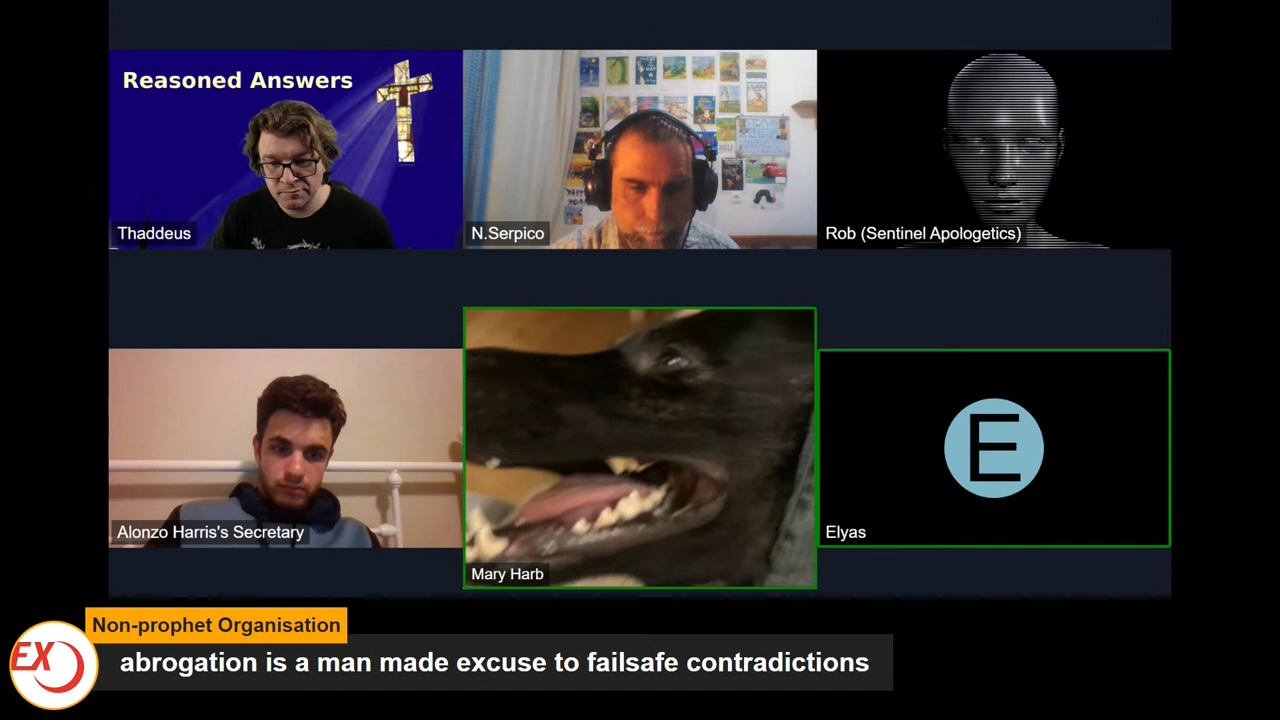 Reasoned Answers
Thaddeus
N.Serpico
Rob (Sentinel Apologetics)
Alonzo Harris's Secretary
Mary Harb
E
Elyas
Non-prophet Organisation
EX
abrogation is a man made excuse to failsafe contradictions